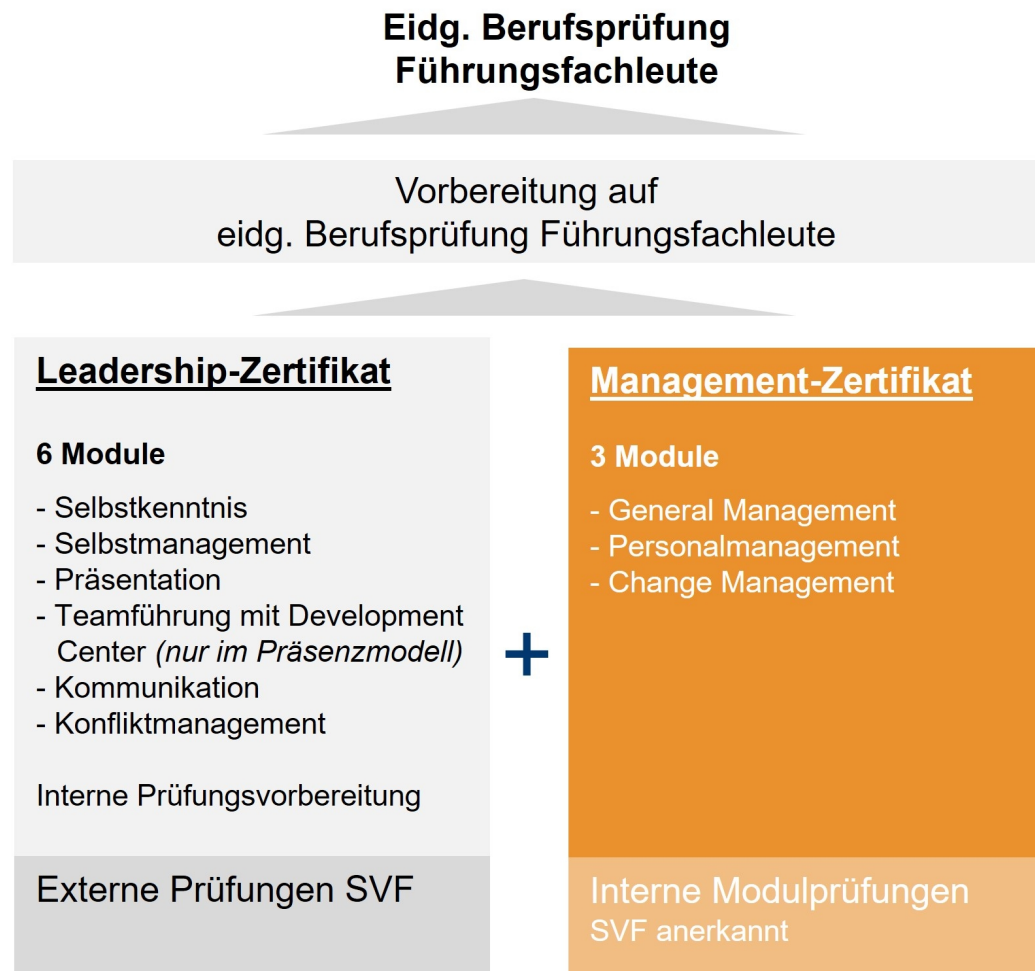 Eidg. Berufsprüfung
Führungsfachleute
Vorbereitung auf
eidg. Berufsprüfung Führungsfachleute
Leadership-Zertifikat
6 Module
- Selbstkenntnis
- Selbstmanagement
- Präsentation
- Teamführung mit Development
Center (nur im Präsenzmodell)
- Kommunikation
- Konfliktmanagement
Interne Prüfungsvorbereitung
Externe Prüfungen SVF
+
Management-Zertifikat
3 Module
- General Management
- Personalmanagement
- Change Management
Interne Modulprüfungen
SVF anerkannt